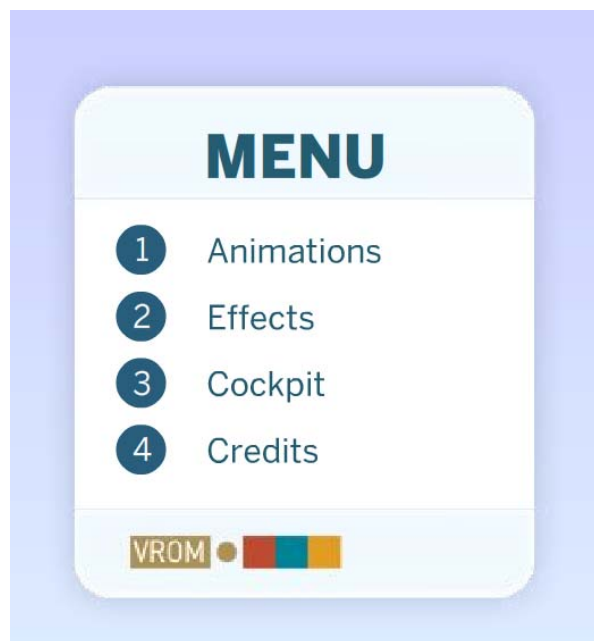 MENU
1 Animations
2 Effects
3 Cockpit
4 Credits
VROM